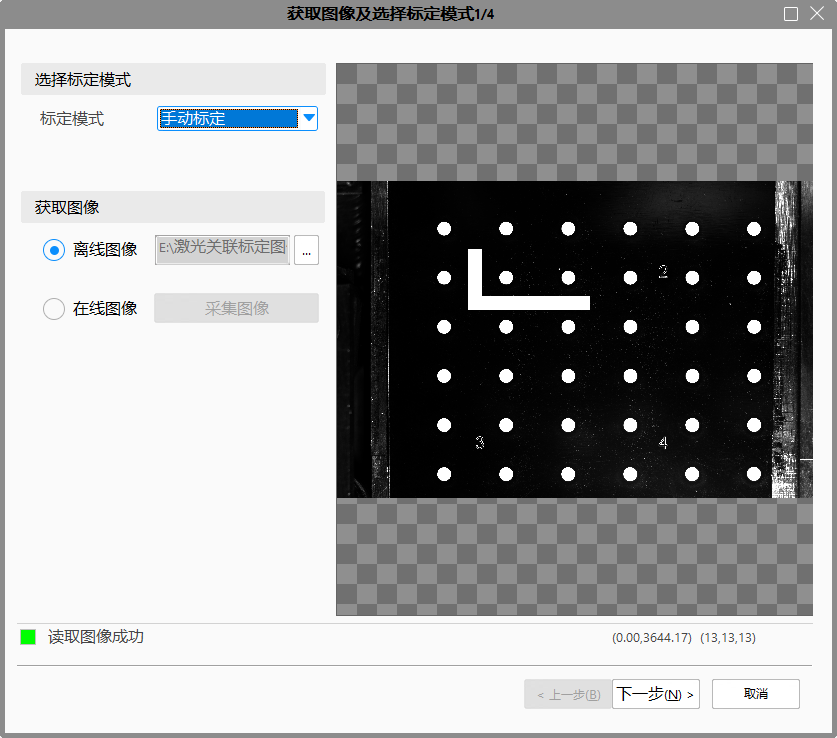 获取图像及选择标定模式1/4
选择标定模式
标定模式
手动标定
获取图像
离线图像
E:\激光关联标定图
...
在线图像
采集图像
2
3
4
读取图像成功
(0.00,3644.17) (13,13,13)
< 上一步(B)
下一步(N) >
取消